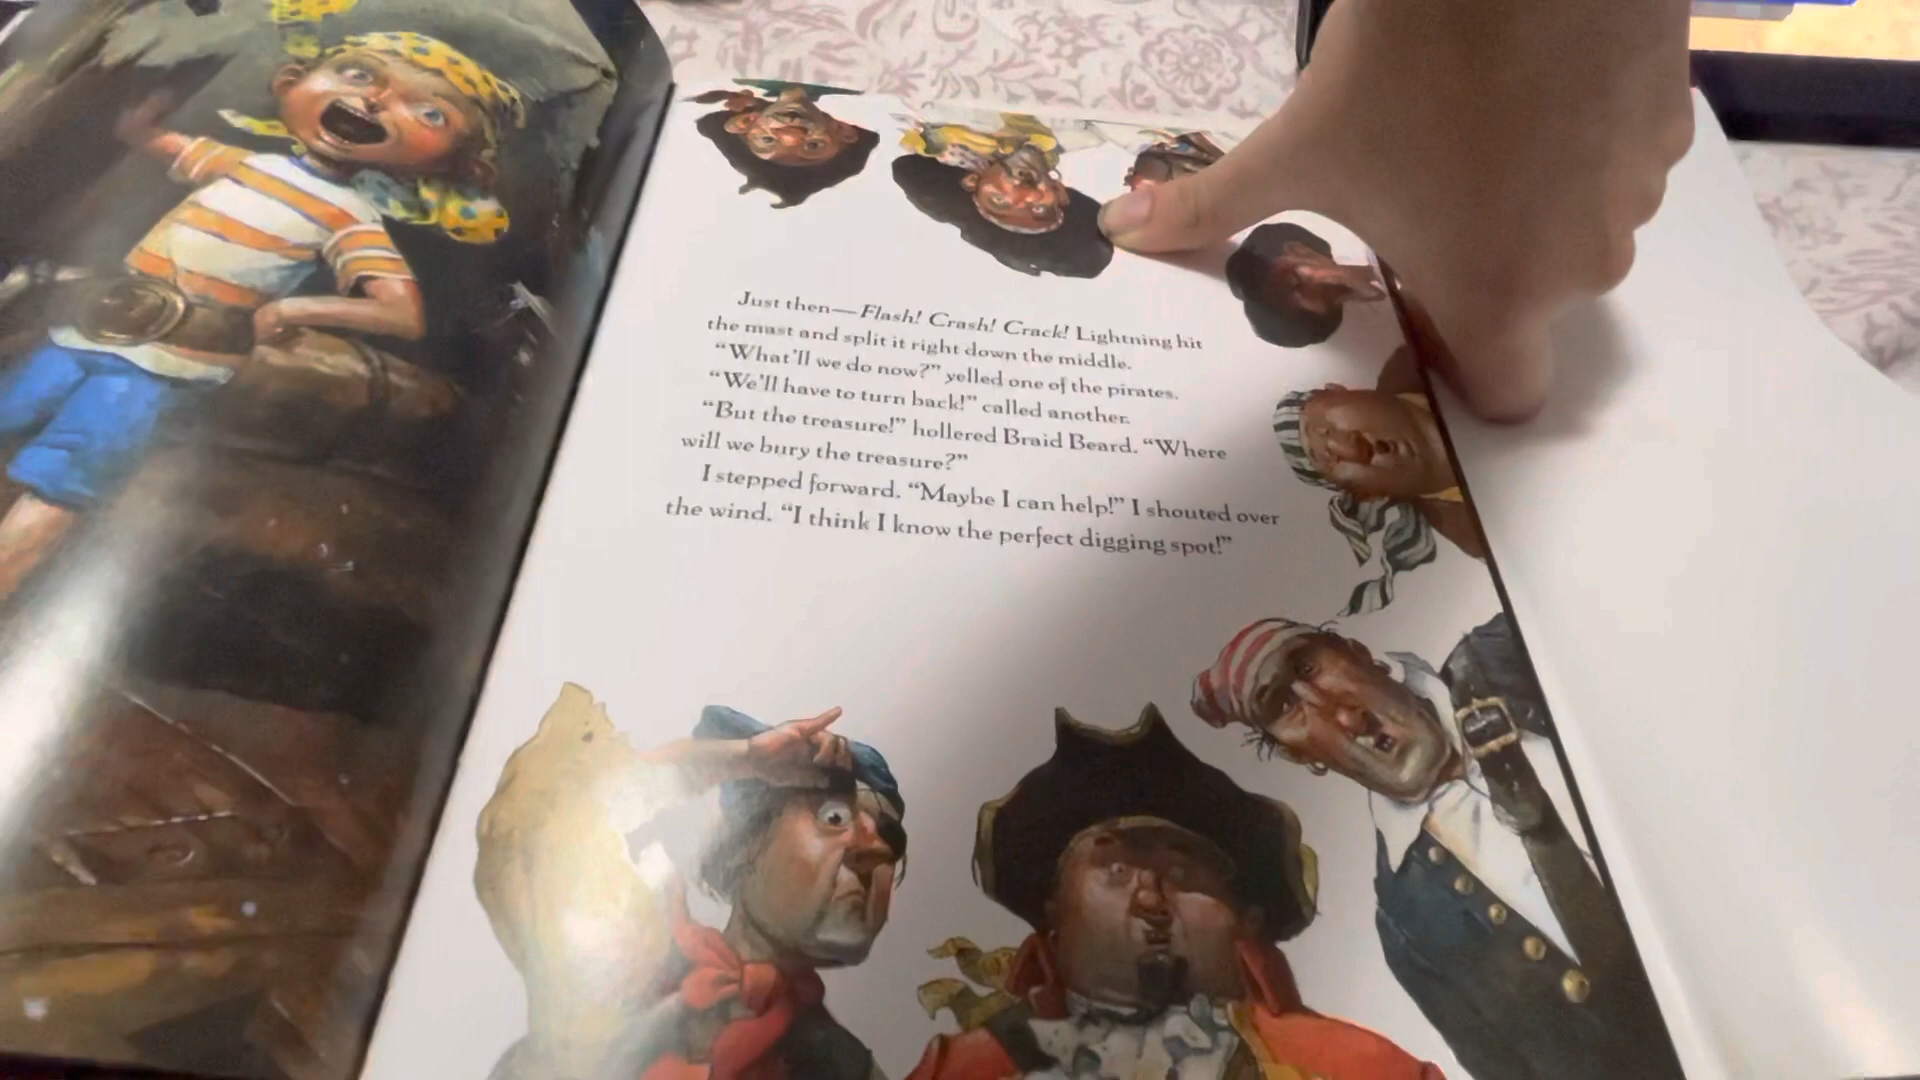 Just then—Flash! Crash! Crack! Lightning hit
the mast and split it right down the middle.
“What’ll we do now?” yelled one of the pirates.
“We’ll have to turn back!” called another.
“But the treasure!” hollered Braid Beard. “Where
will we bury the treasure?”
I stepped forward. “Maybe I can help!” I shouted over
the wind. “I think I know the perfect digging spot!”